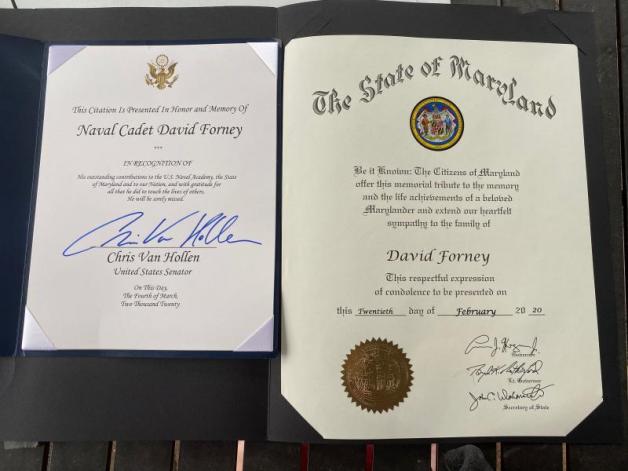 This Citation Is Presented In Honor and Memory Of
Naval Cadet David Forney
***
IN RECOGNITION OF
His outstanding contributions to the U.S. Naval Academy, the State
of Maryland and to our Nation, and with gratitude for
all that he did to touch the lives of others.
He will be sorely missed.
Chris Van Hollen
Chris Van Hollen
United States Senator
On This Day,
The Fourth of March,
Two Thousand Twenty
The State of Maryland
Be it Known: The Citizens of Maryland
offer this memorial tribute to the memory
and the life achievements of a beloved
Marylander and extend our heartfelt
sympathy to the family of
David Forney
This respectful expression
of condolence to be presented on
this Twentieth day of February 20 20
Governor
Lt. Governor
Secretary of State